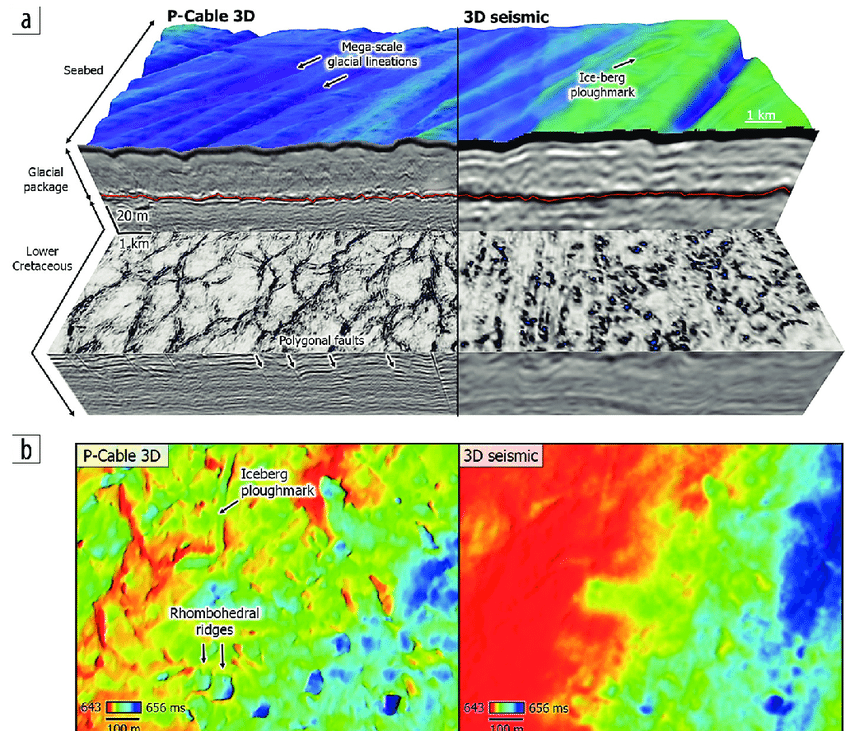 a
P-Cable 3D
3D seismic
Mega-scale
glacial lineations
Seabed
Ice-berg
ploughmark
1 km
Glacial
package
20 m
1 km
Lower
Cretaceous
Polygonal faults
b
P-Cable 3D
3D seismic
Iceberg
ploughmark
Rhombohedral
ridges
643 656 ms
100 m
643 656 ms
100 m